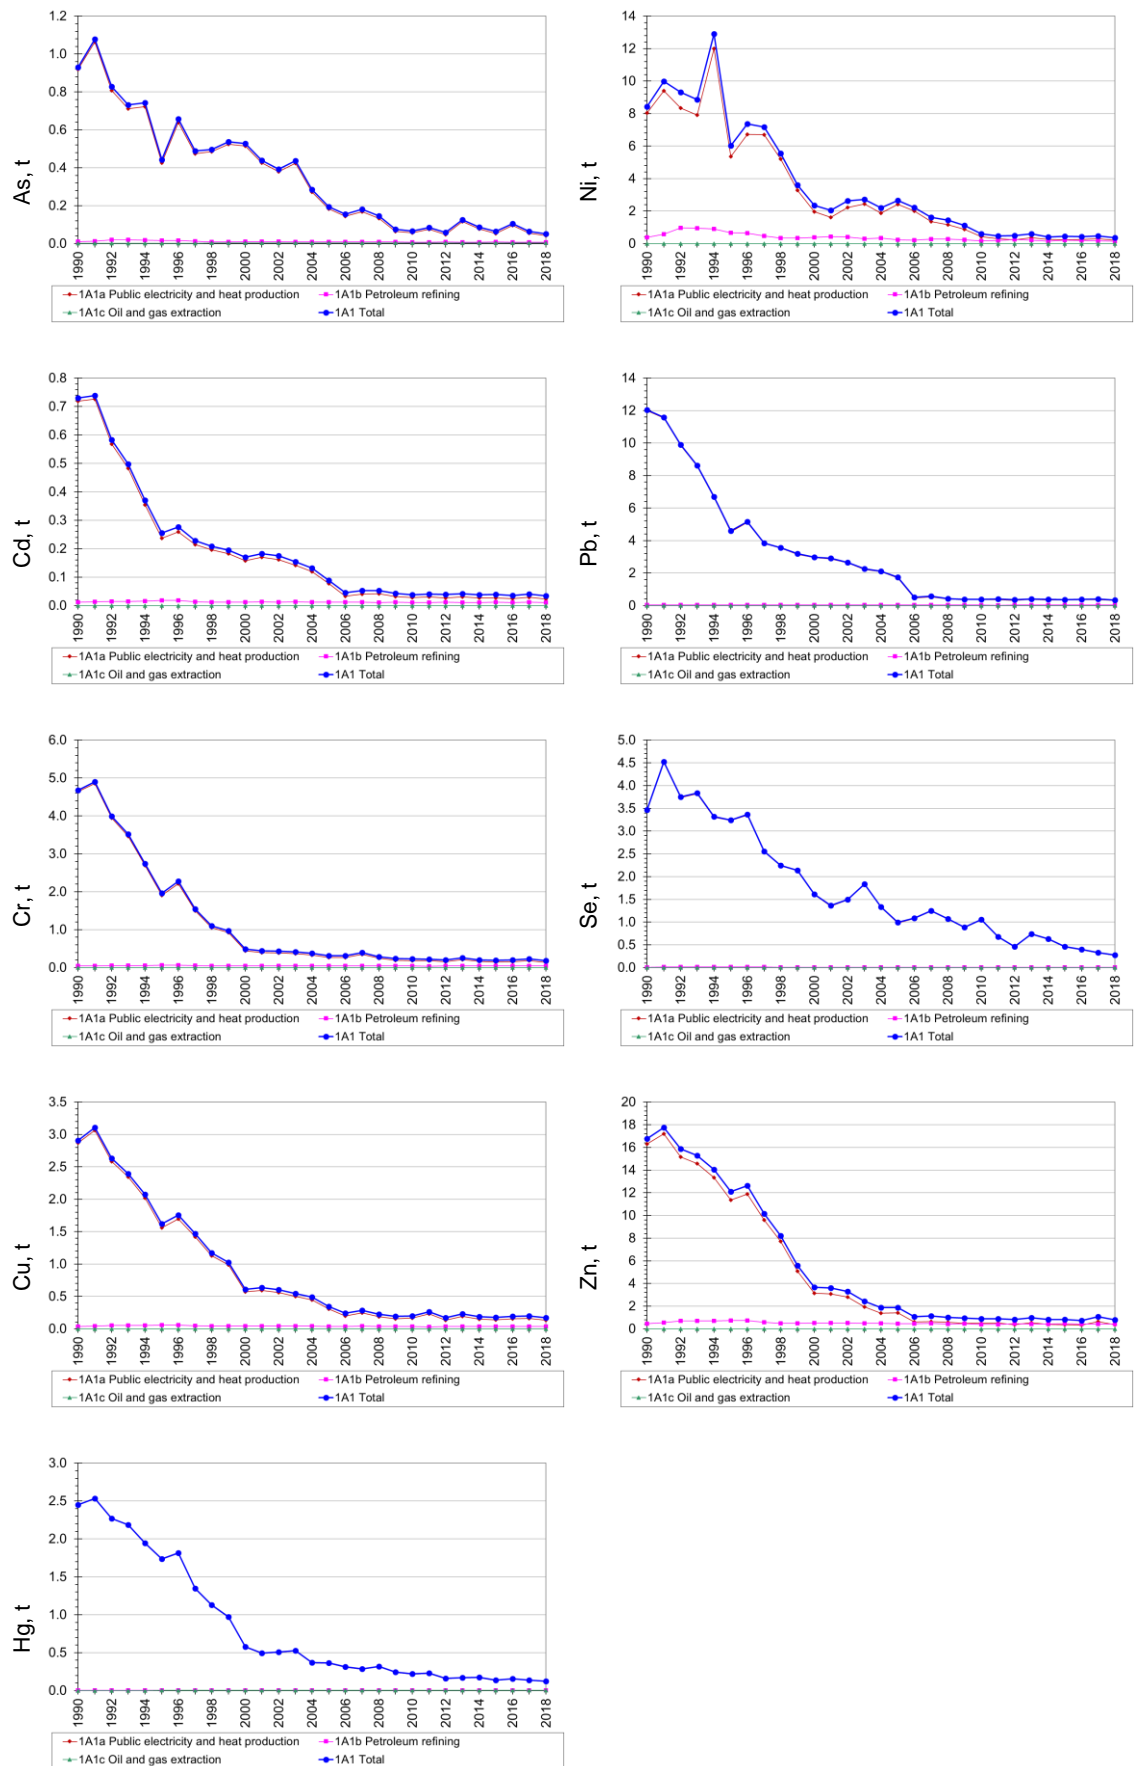 As, t
1.2
1.0
0.8
0.6
0.4
0.2
0.0
1990 1992 1994 1996 1998 2000 2002 2004 2006 2008 2010 2012 2014 2016 2018
1A1a Public electricity and heat production 1A1b Petroleum refining
1A1c Oil and gas extraction 1A1 Total
Ni, t
14
12
10
8
6
4
2
0
1990 1992 1994 1996 1998 2000 2002 2004 2006 2008 2010 2012 2014 2016 2018
1A1a Public electricity and heat production 1A1b Petroleum refining
1A1c Oil and gas extraction 1A1 Total
Cd, t
0.8
0.7
0.6
0.5
0.4
0.3
0.2
0.1
0.0
1990 1992 1994 1996 1998 2000 2002 2004 2006 2008 2010 2012 2014 2016 2018
1A1a Public electricity and heat production 1A1b Petroleum refining
1A1c Oil and gas extraction 1A1 Total
Pb, t
14
12
10
8
6
4
2
0
1990 1992 1994 1996 1998 2000 2002 2004 2006 2008 2010 2012 2014 2016 2018
1A1a Public electricity and heat production 1A1b Petroleum refining
1A1c Oil and gas extraction 1A1 Total
Cr, t
6.0
5.0
4.0
3.0
2.0
1.0
0.0
1990 1992 1994 1996 1998 2000 2002 2004 2006 2008 2010 2012 2014 2016 2018
1A1a Public electricity and heat production 1A1b Petroleum refining
1A1c Oil and gas extraction 1A1 Total
Se, t
5.0
4.5
4.0
3.5
3.0
2.5
2.0
1.5
1.0
0.5
0.0
1990 1992 1994 1996 1998 2000 2002 2004 2006 2008 2010 2012 2014 2016 2018
1A1a Public electricity and heat production 1A1b Petroleum refining
1A1c Oil and gas extraction 1A1 Total
Cu, t
3.5
3.0
2.5
2.0
1.5
1.0
0.5
0.0
1990 1992 1994 1996 1998 2000 2002 2004 2006 2008 2010 2012 2014 2016 2018
1A1a Public electricity and heat production 1A1b Petroleum refining
1A1c Oil and gas extraction 1A1 Total
Zn, t
20
18
16
14
12
10
8
6
4
2
0
1990 1992 1994 1996 1998 2000 2002 2004 2006 2008 2010 2012 2014 2016 2018
1A1a Public electricity and heat production 1A1b Petroleum refining
1A1c Oil and gas extraction 1A1 Total
Hg, t
3.0
2.5
2.0
1.5
1.0
0.5
0.0
1990 1992 1994 1996 1998 2000 2002 2004 2006 2008 2010 2012 2014 2016 2018
1A1a Public electricity and heat production 1A1b Petroleum refining
1A1c Oil and gas extraction 1A1 Total